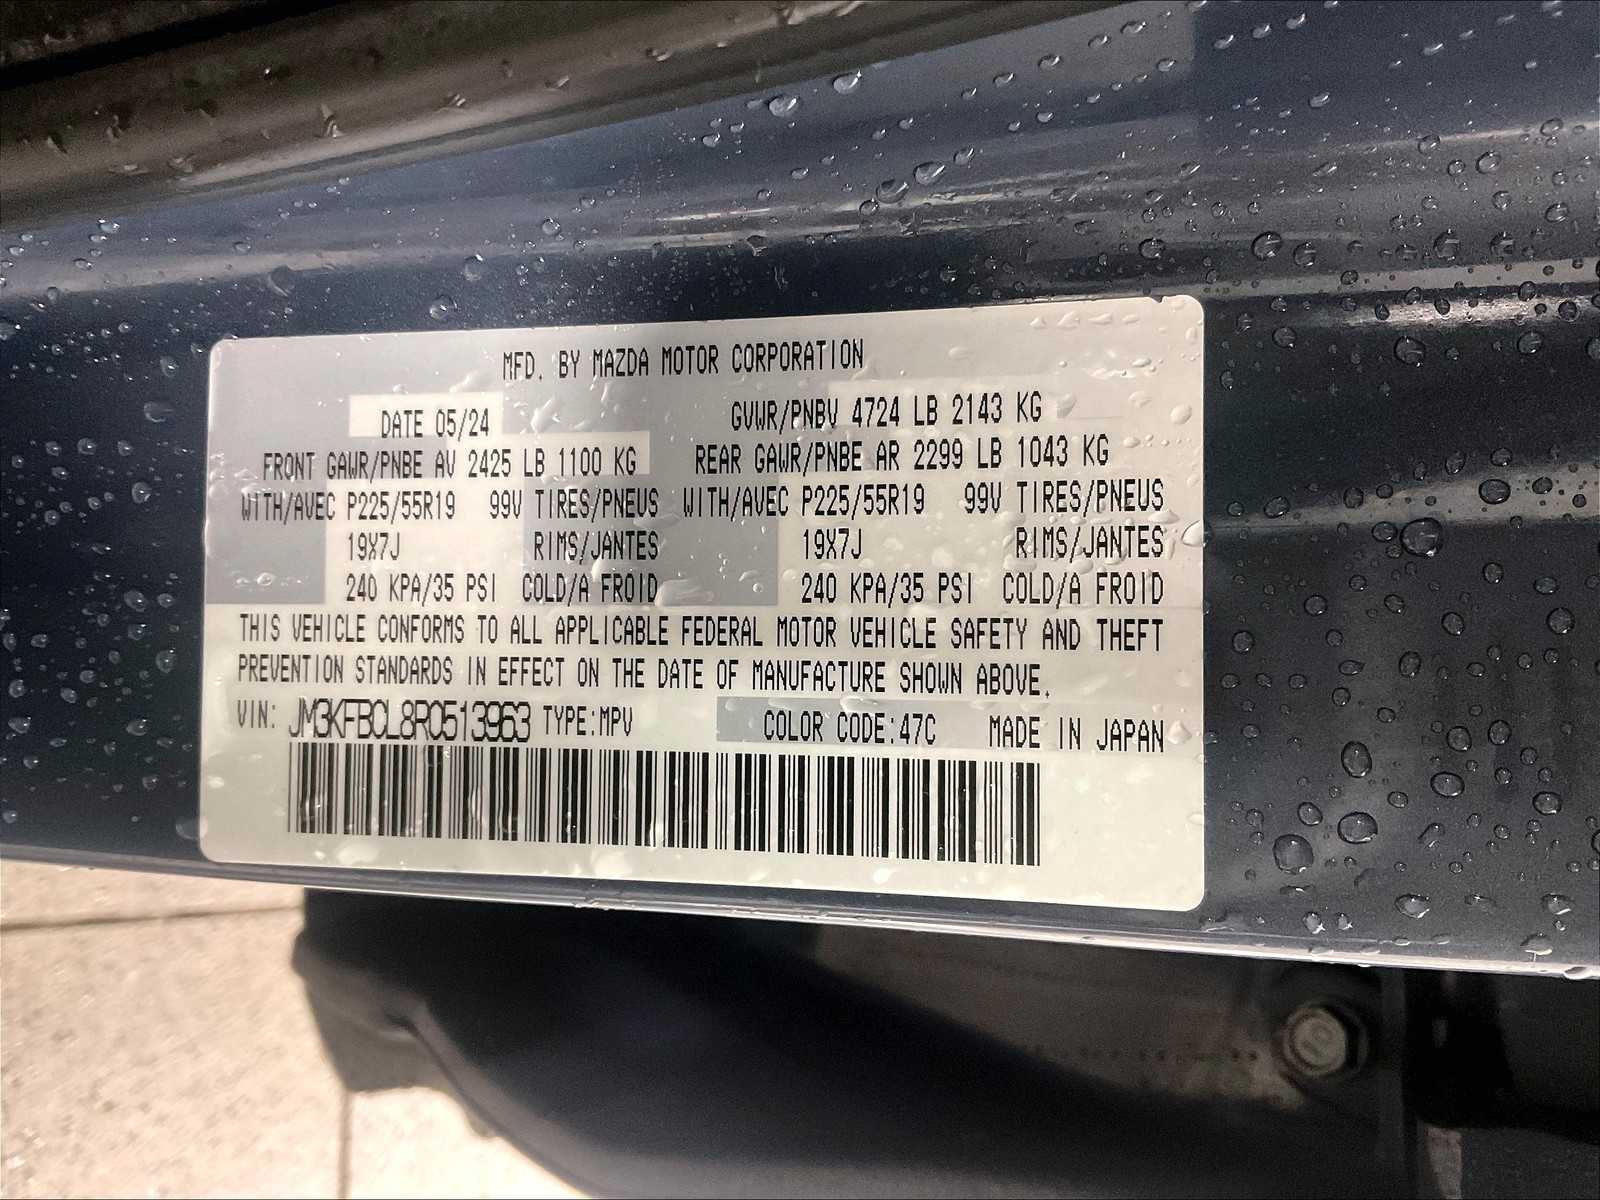 MFD. BY MAZDA MOTOR CORPORATION
DATE 05/24 GVWR/PNBV 4724 LB 2143 KG
FRONT GAWR/PNBE AV 2425 LB 1100 KG REAR GAWR/PNBE AR 2299 LB 1043 KG
WITH/AVEC P225/55R19 99V TIRES/PNEUS WITH/AVEC P225/55R19 99V TIRES/PNEUS
19X7J RIMS/JANTES 19X7J RIMS/JANTES
240 KPA/35 PSI COLD/A FROID 240 KPA/35 PSI COLD/A FROID
THIS VEHICLE CONFORMS TO ALL APPLICABLE FEDERAL MOTOR VEHICLE SAFETY AND THEFT
PREVENTION STANDARDS IN EFFECT ON THE DATE OF MANUFACTURE SHOWN ABOVE.
VIN: JM3KFBCL8R0513963 TYPE:MPV COLOR CODE:47C MADE IN JAPAN